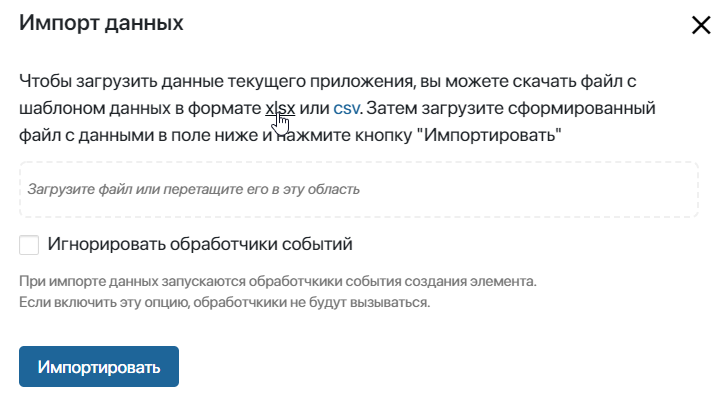 Импорт данных
Чтобы загрузить данные текущего приложения, вы можете скачать файл с
шаблоном данных в формате xlsx или csv. Затем загрузите сформированный
файл с данными в поле ниже и нажмите кнопку "Импортировать"
Загрузите файл или перетащите его в эту область
Игнорировать обработчики событий
При импорте данных запускаются обработчкики события создания элемента.
Если включить эту опцию, обработчкики не будут вызываться.
Импортировать